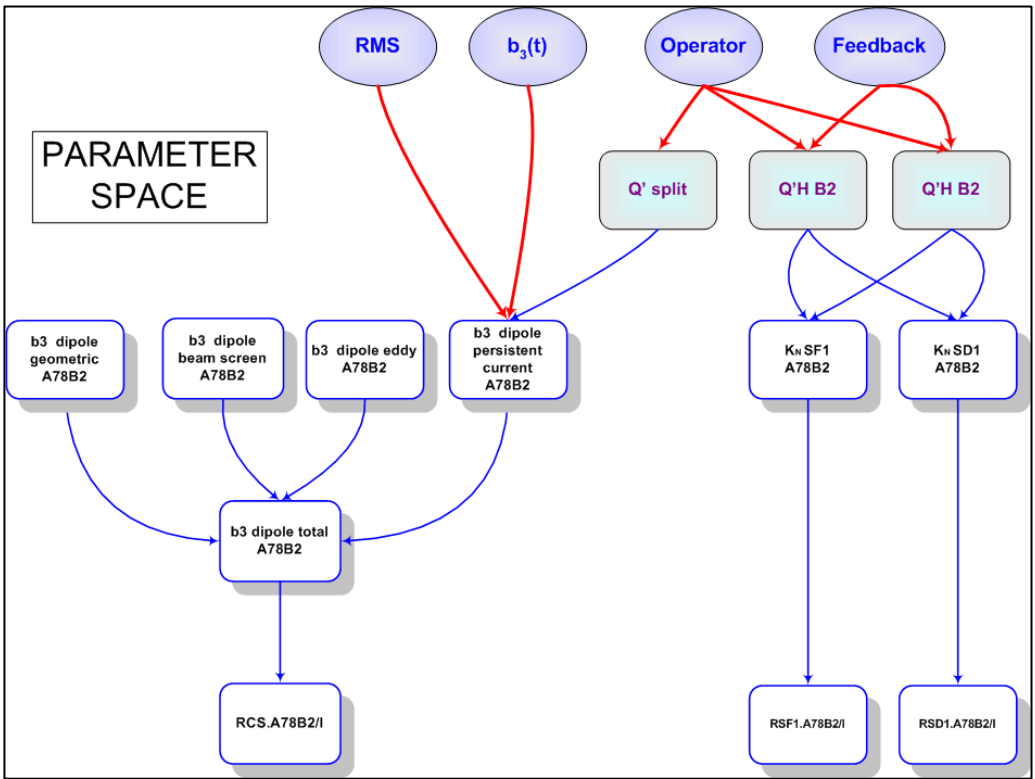 RMS
b3(t)
Operator
Feedback
PARAMETER
SPACE
Q' split
Q'H B2
Q'H B2
b3 dipole
geometric
A78B2
b3 dipole
beam screen
A78B2
b3 dipole eddy
A78B2
b3 dipole
persistent
current
A78B2
KN SF1
A78B2
KN SD1
A78B2
b3 dipole total
A78B2
RCS.A78B2/I
RSF1.A78B2/I
RSD1.A78B2/I